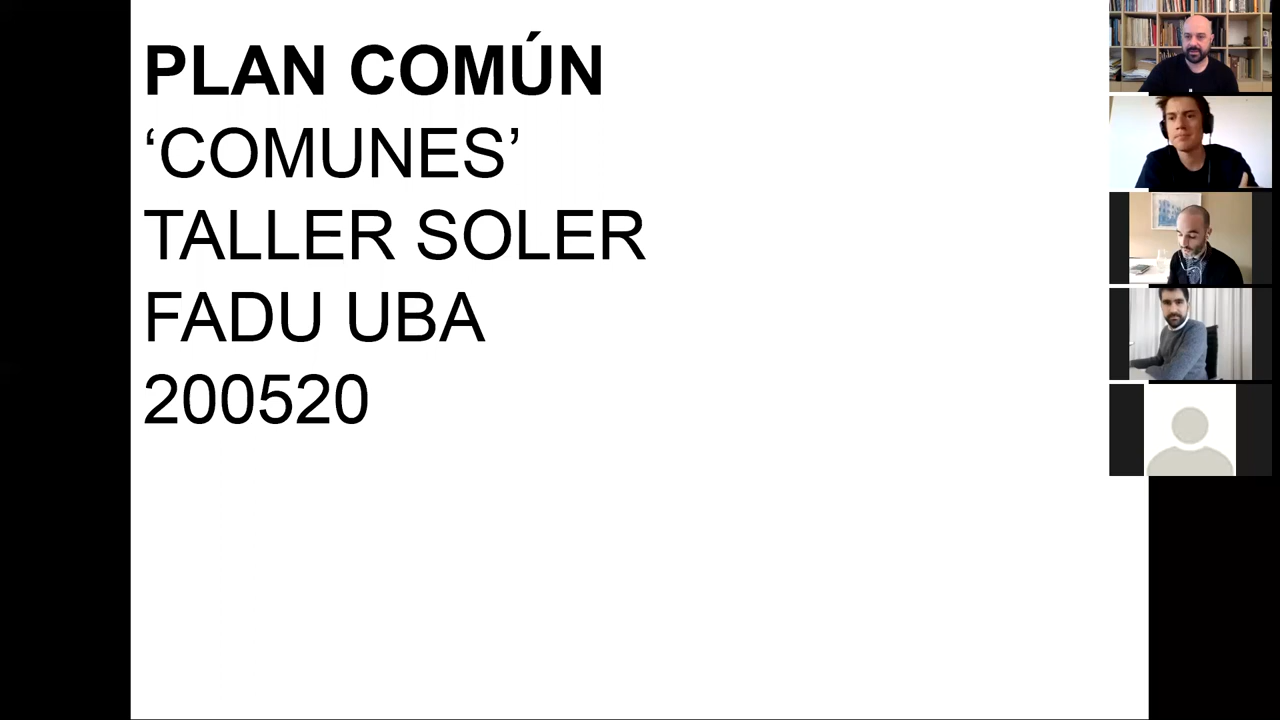 PLAN COMÚN
‘COMUNES’
TALLER SOLER
FADU UBA
200520